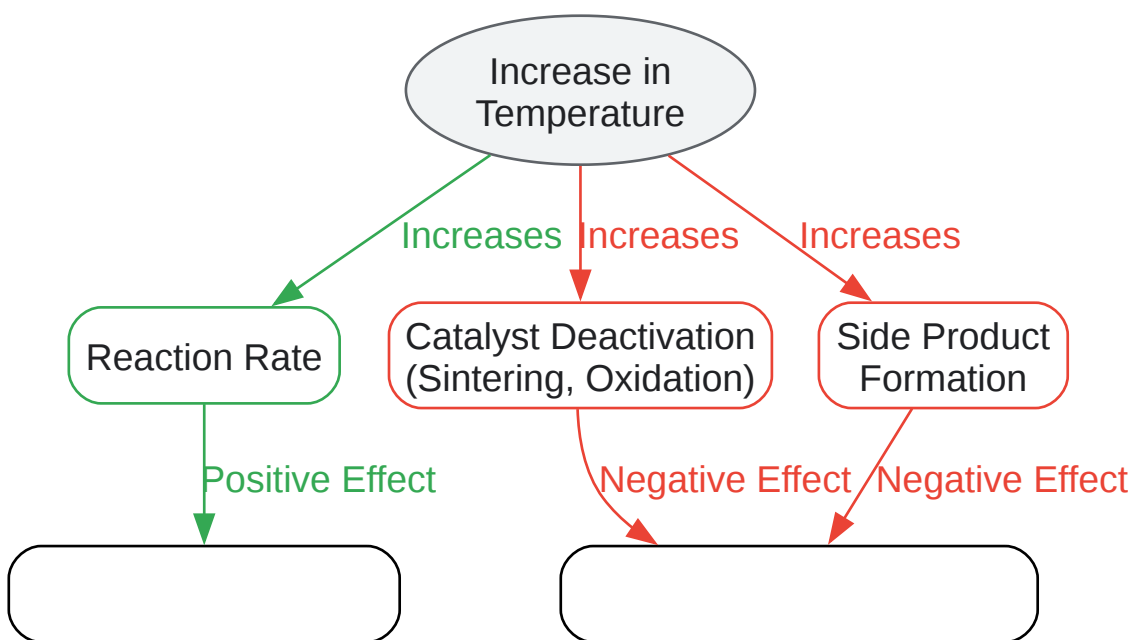 Increase in
Temperature
Increases
Increases
Increases
Reaction Rate
Catalyst Deactivation
(Sintering, Oxidation)
Side Product
Formation
Positive Effect
Negative Effect
Negative Effect